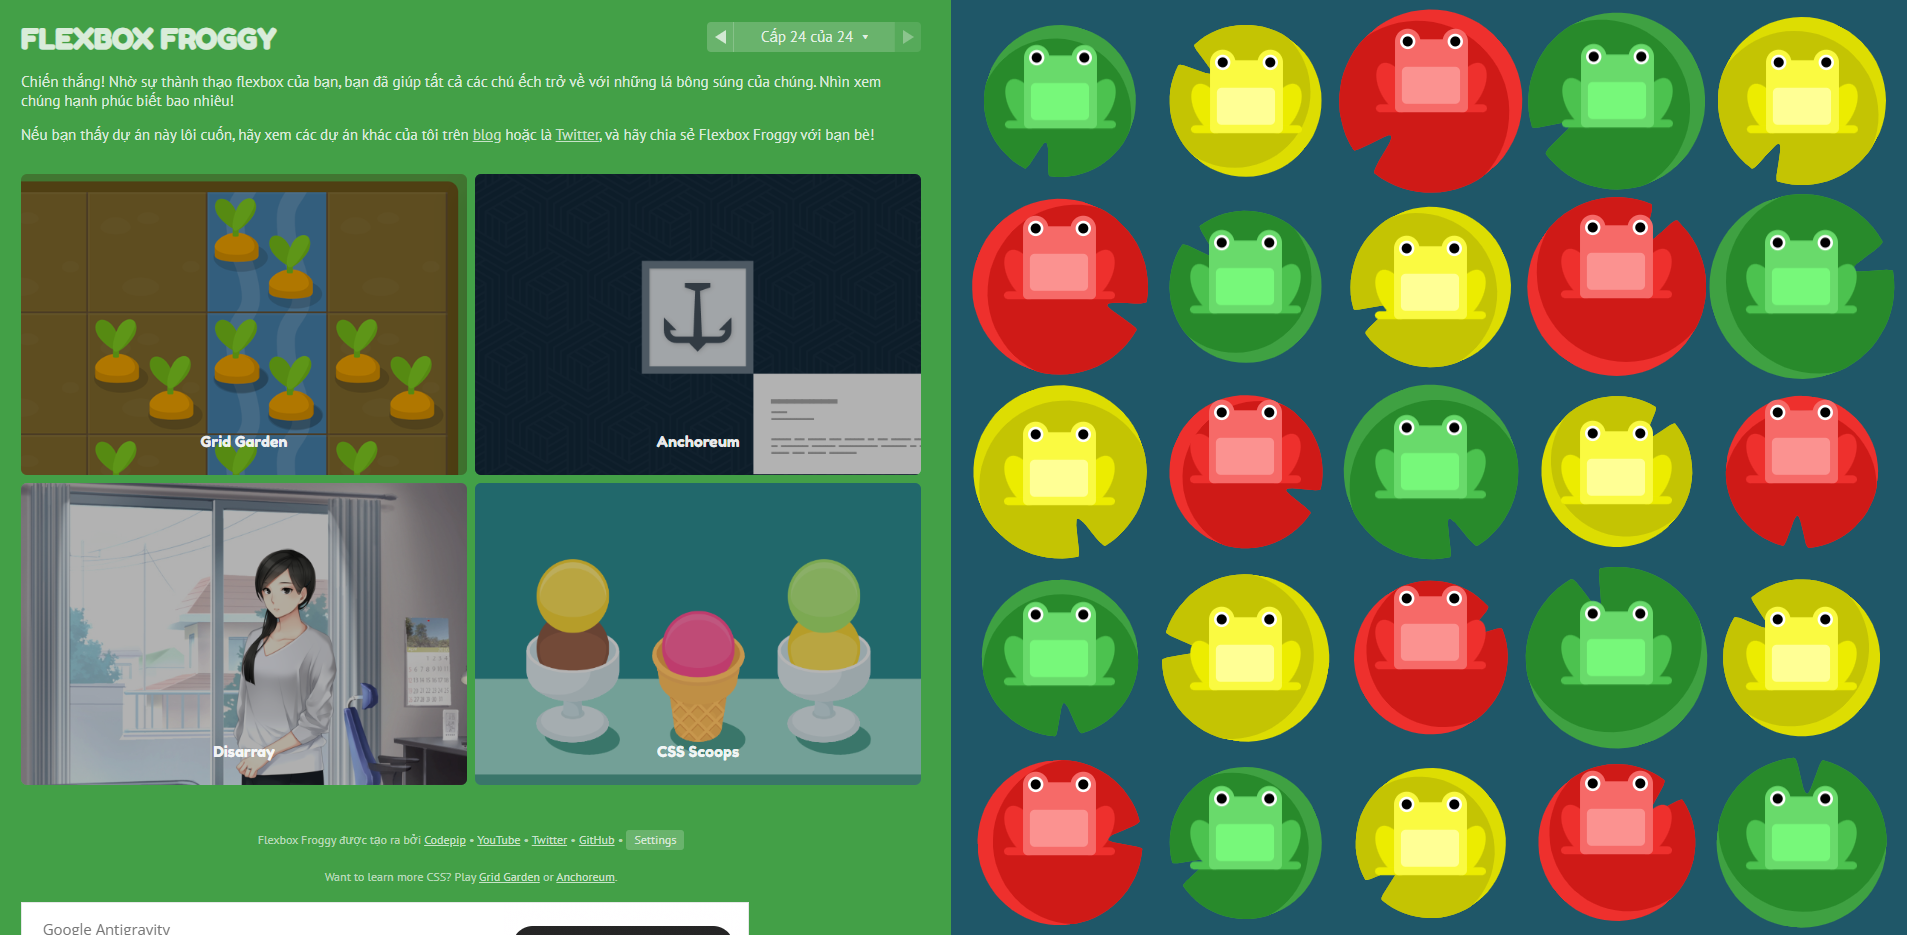 FLEXBOX FROGGY
Cấp 24 của 24
Chiến thắng! Nhờ sự thành thạo flexbox của bạn, bạn đã giúp tất cả các chú ếch trở về với những lá bông súng của chúng. Nhìn xem
chúng hạnh phúc biết bao nhiêu!
Nếu bạn thấy dự án này lôi cuốn, hãy xem các dự án khác của tôi trên blog hoặc là Twitter, và hãy chia sẻ Flexbox Froggy với bạn bè!
Grid Garden
Anchoreum
Disarray
CSS Scoops
Flexbox Froggy được tạo ra bởi Codepip • YouTube • Twitter • GitHub • Settings
Want to learn more CSS? Play Grid Garden or Anchoreum.
Google Antigravity